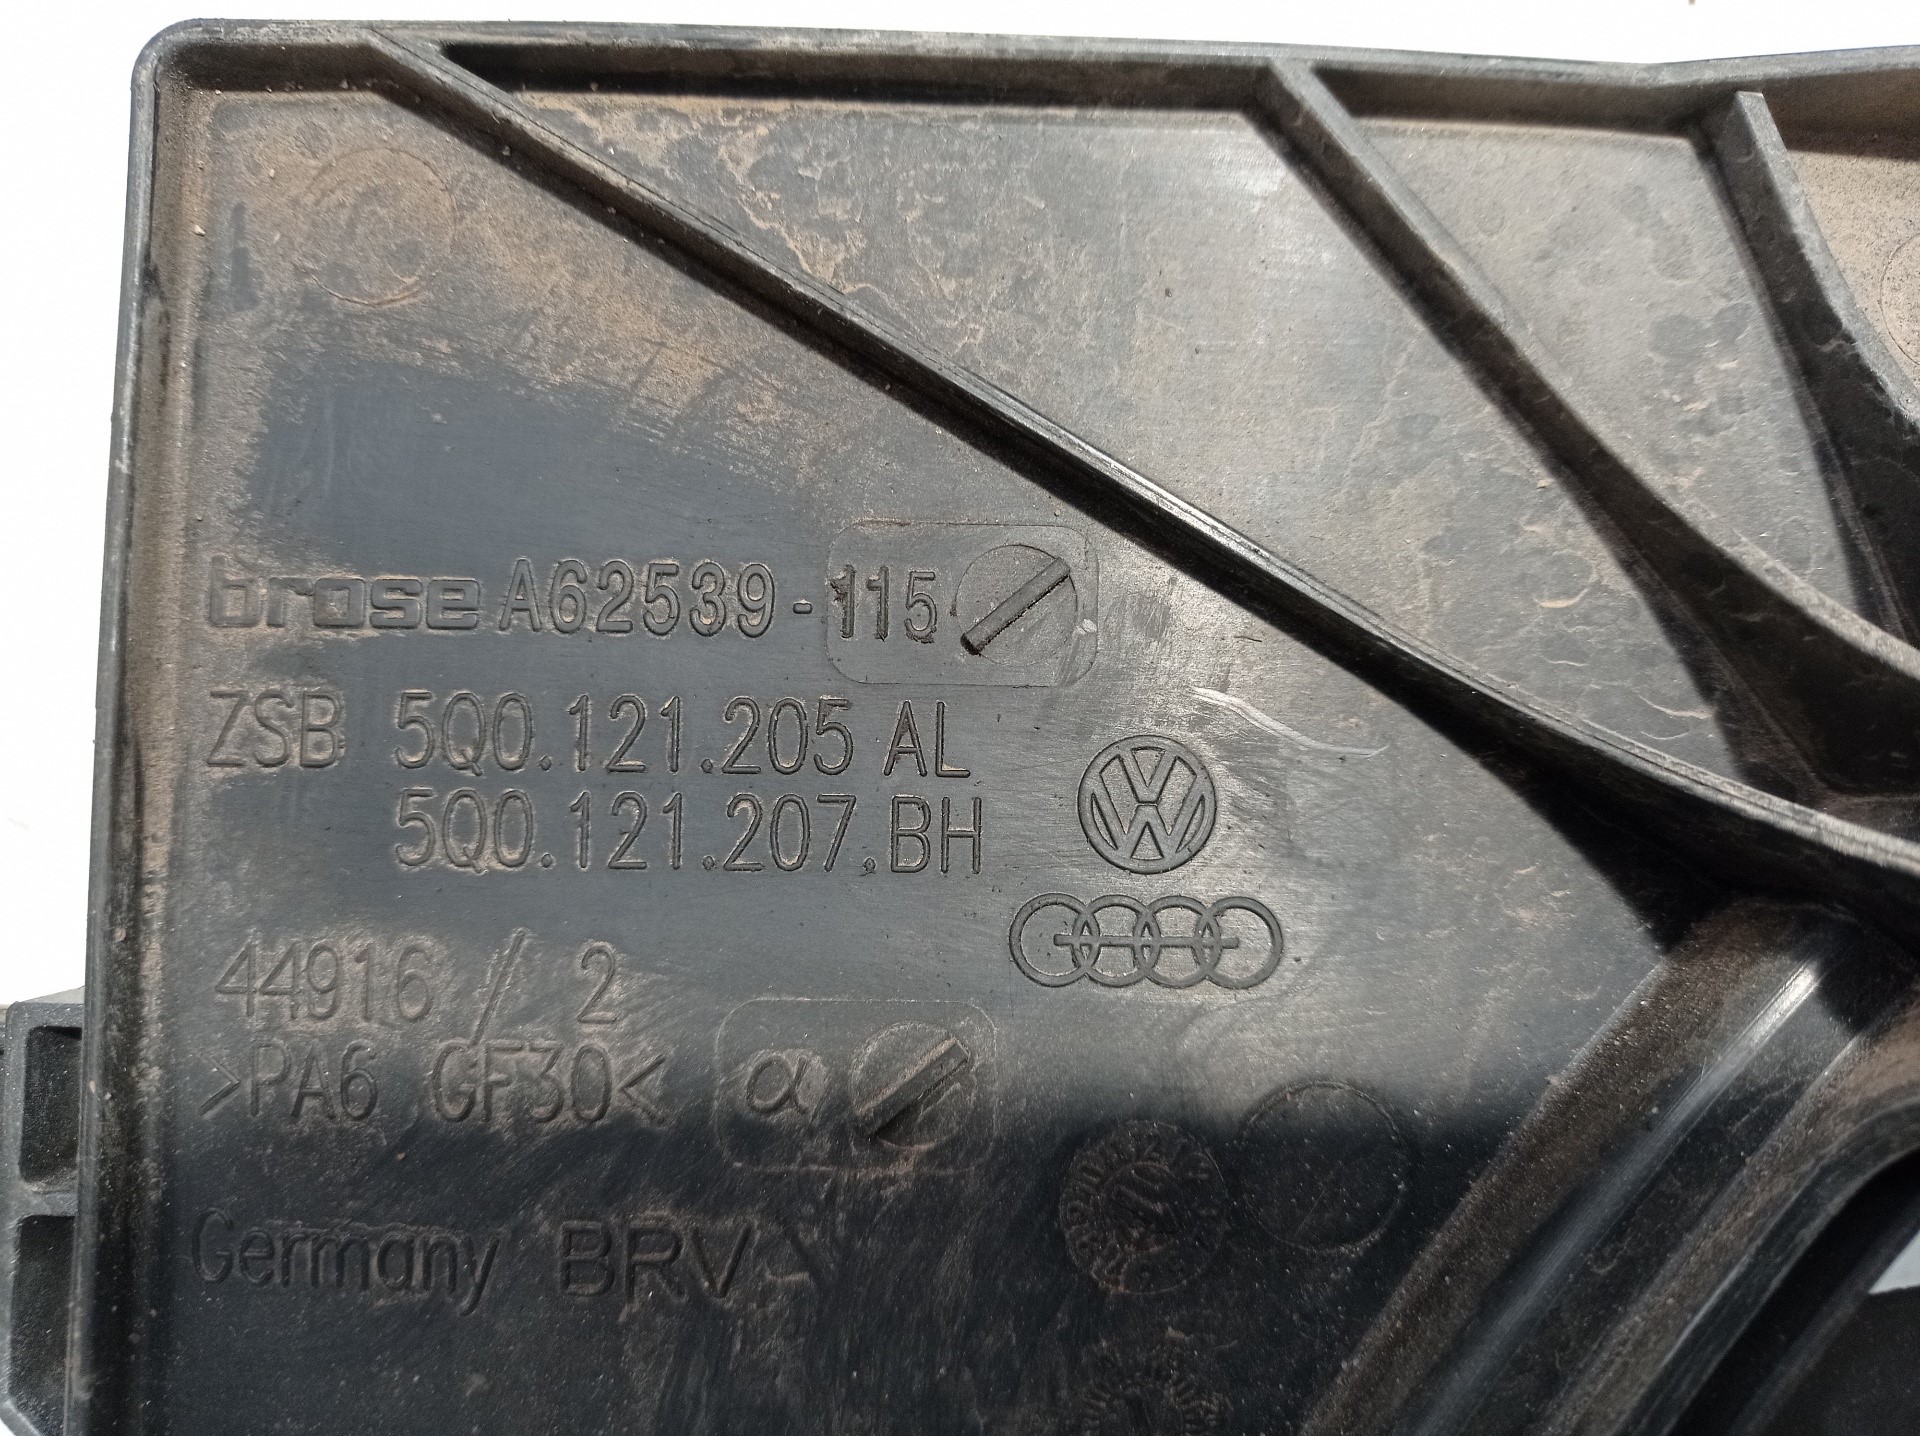 brose A62539-115
ZSB 5Q0.121.205 AL
5Q0.121.207.BH
44916 / 2
>PA6 GF30<
α
Germany BRV